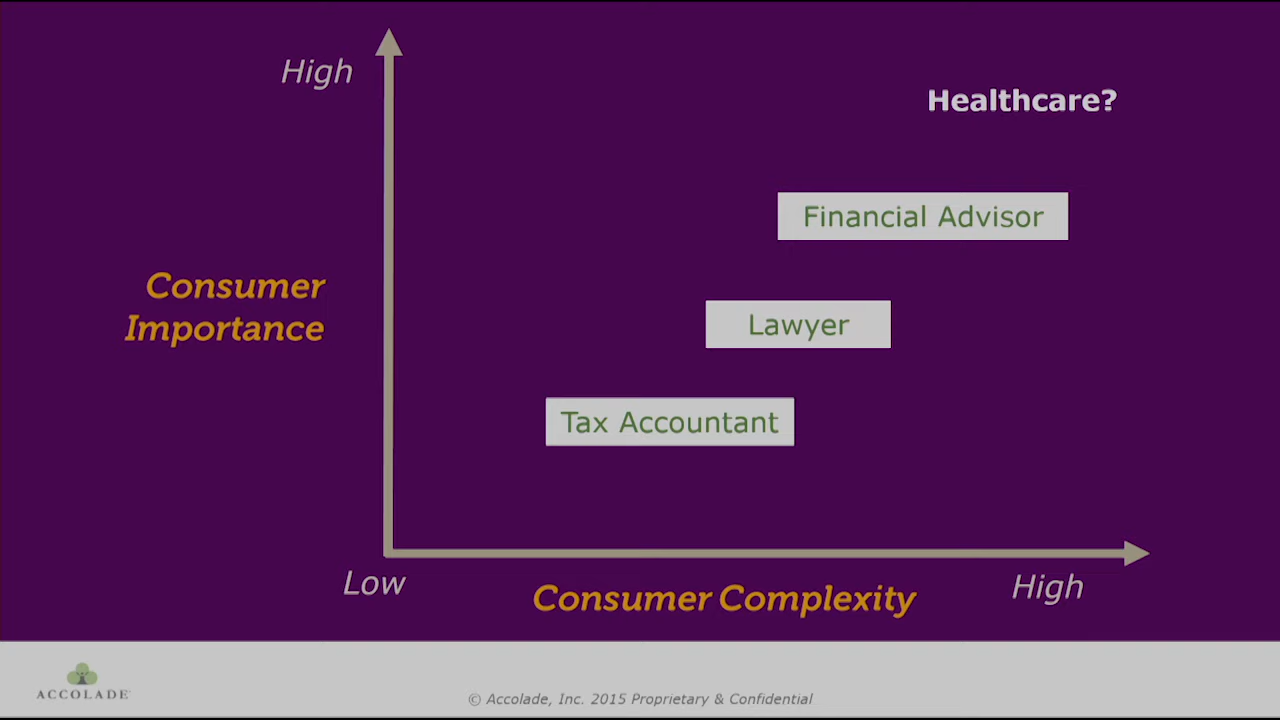 High
Healthcare?
Financial Advisor
Consumer
Importance
Lawyer
Tax Accountant
Low
Consumer Complexity
High
ACCOLADE
© Accolade, Inc. 2015 Proprietary & Confidential